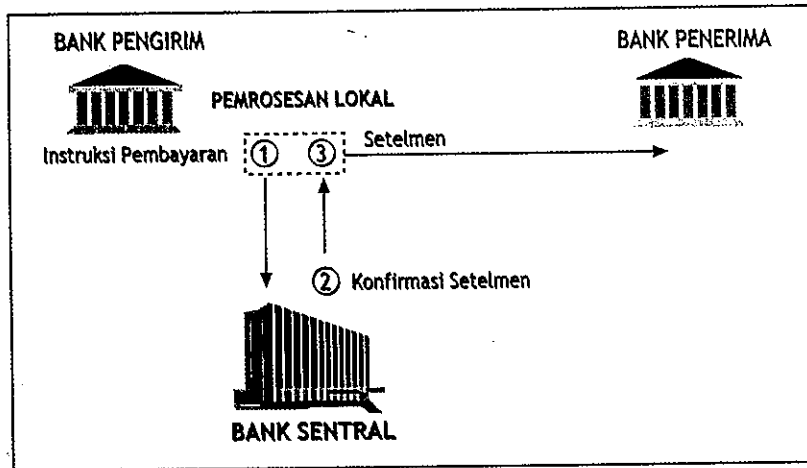 BANK PENGIRIM
BANK PENERIMA
PEMROSESAN LOKAL
Instruksi Pembayaran
① ③
Setelmen
② Konfirmasi Setelmen
BANK SENTRAL